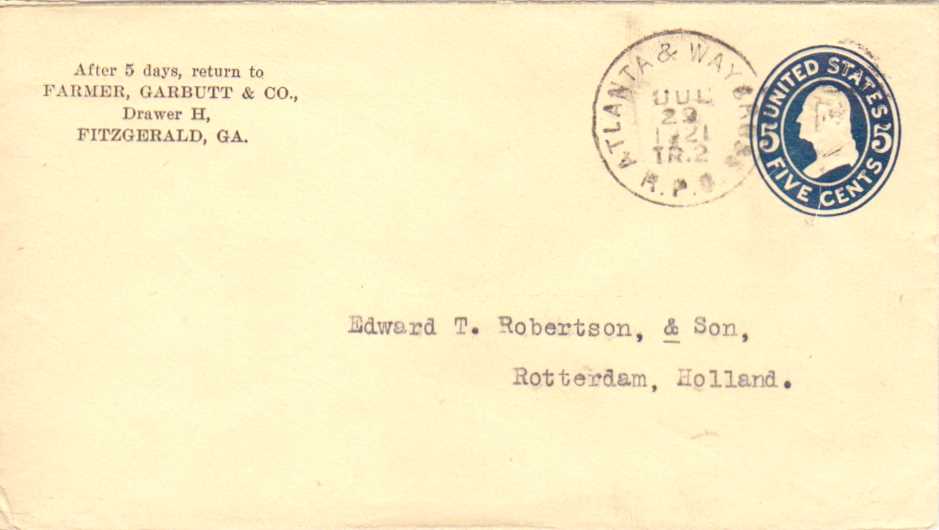 After 5 days, return to
FARMER, GARBUTT & CO.,
Drawer H,
FITZGERALD, GA.
ATLANTA & WAYCROSS
JUL
29
1921
TR.2
R.P.O.
UNITED STATES
5 5
FIVE CENTS
Edward T. Robertson, & Son,
Rotterdam, Holland.